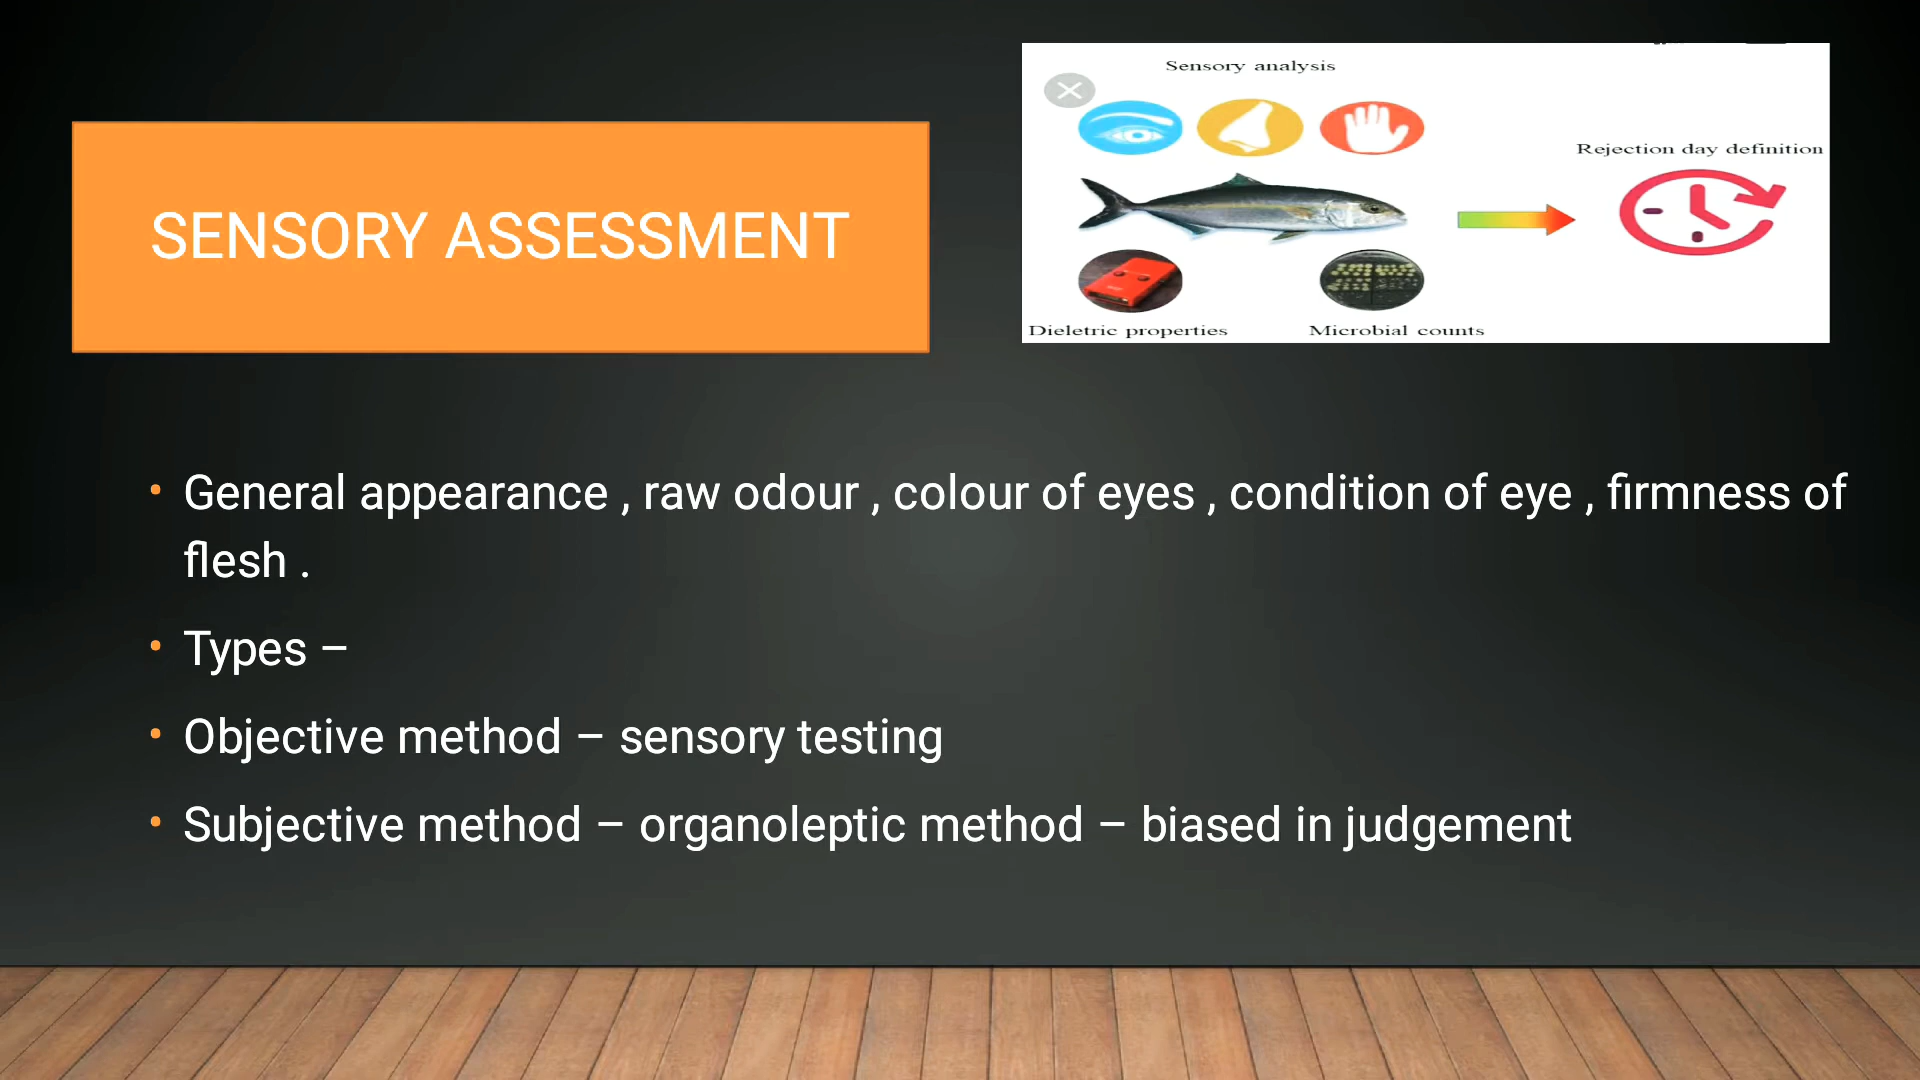 SENSORY ASSESSMENT
Sensory analysis
Rejection day definition
Dieletric properties
Microbial counts
• General appearance , raw odour , colour of eyes , condition of eye , firmness of
flesh .
• Types –
• Objective method – sensory testing
• Subjective method – organoleptic method – biased in judgement